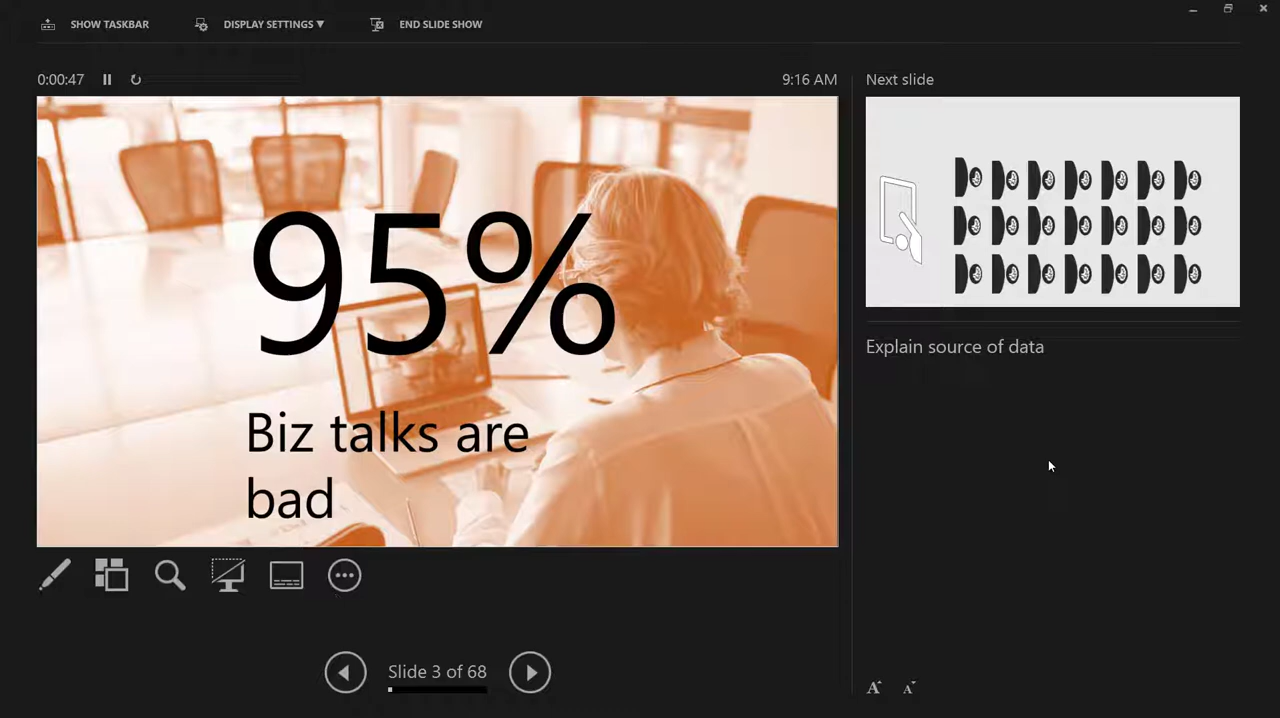 SHOW TASKBAR
DISPLAY SETTINGS ▼
END SLIDE SHOW
0:00:47
9:16 AM
Next slide
95%
Biz talks are
bad
Explain source of data
Slide 3 of 68
A A